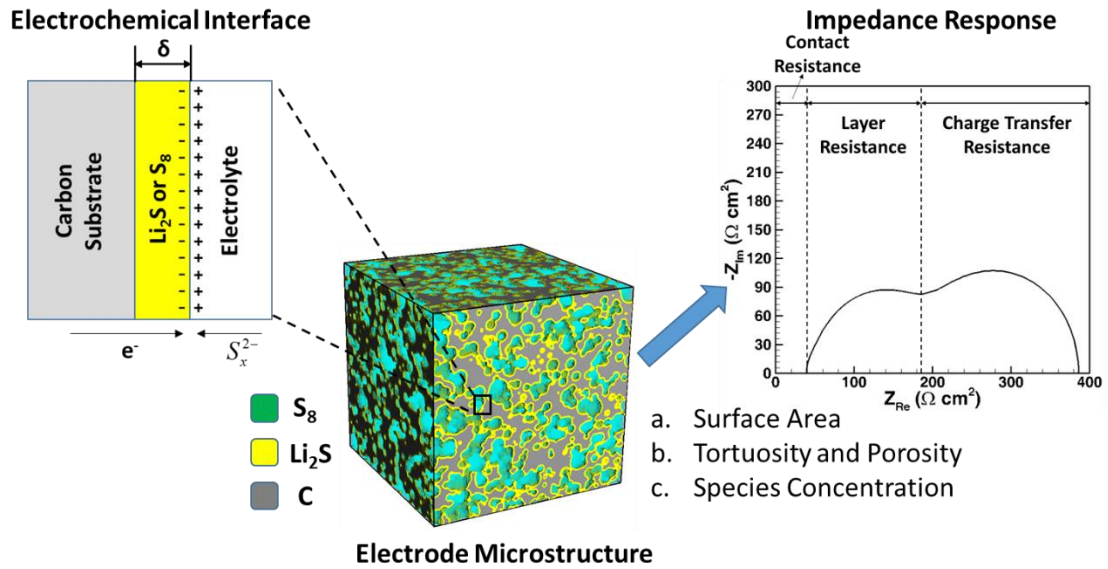 Electrochemical Interface
δ
Carbon
Substrate
Li₂S or S₈
- + - + - + - + - + - + - + - + - + - + - + - +
Electrolyte
e⁻
Sₓ²⁻
S₈
Li₂S
C
Electrode Microstructure
Impedance Response
Contact
Resistance
Layer
Resistance
Charge Transfer
Resistance
300
270
240
210
180
150
120
90
60
30
0
-Z_Im (Ω cm²)
0 100 200 300 400
Z_Re (Ω cm²)
a. Surface Area
b. Tortuosity and Porosity
c. Species Concentration